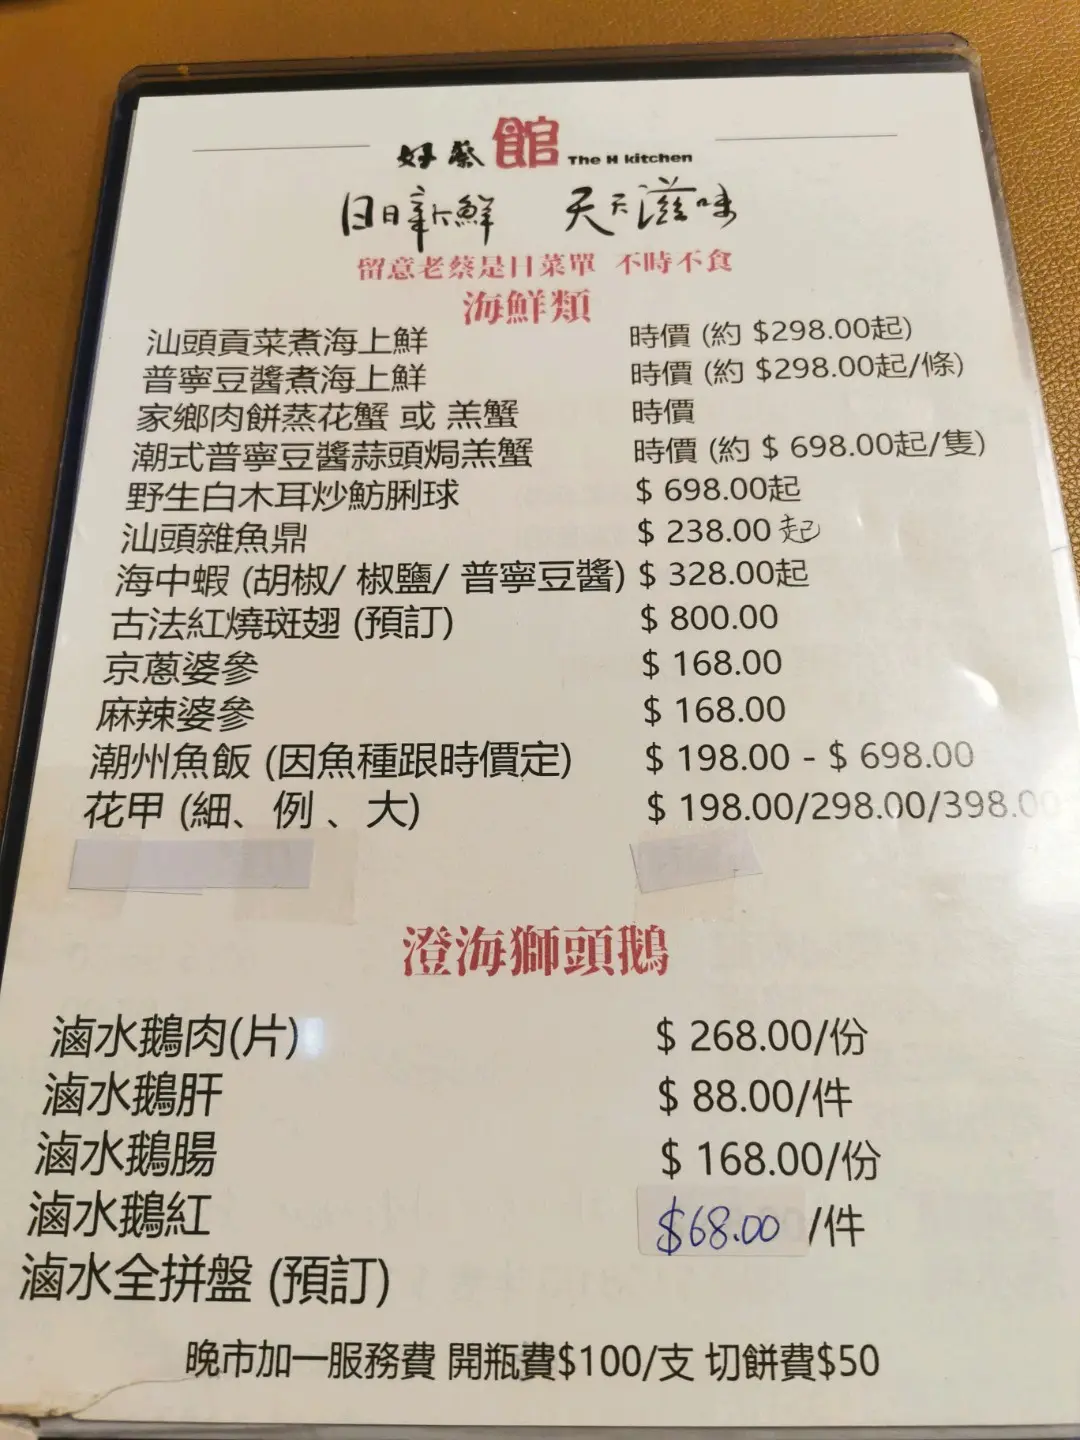 好蔡館 The H kitchen
日日新鮮 天天滋味
留意老蔡是日菜單 不時不食
海鮮類
汕頭貢菜煮海上鮮 時價 (約 $298.00起)
普寧豆醬煮海上鮮 時價 (約 $298.00起/條)
家鄉肉餅蒸花蟹 或 羔蟹 時價
潮式普寧豆醬蒜頭焗羔蟹 時價 (約 $ 698.00起/隻)
野生白木耳炒魴脷球 $ 698.00起
汕頭雜魚鼎 $ 238.00 起
海中蝦 (胡椒/ 椒鹽/ 普寧豆醬) $ 328.00起
古法紅燒斑翅 (預訂) $ 800.00
京蔥婆參 $ 168.00
麻辣婆參 $ 168.00
潮州魚飯 (因魚種跟時價定) $ 198.00 - $ 698.00
花甲 (細、例 、大) $ 198.00/298.00/398.00
澄海獅頭鵝
滷水鵝肉(片) $ 268.00/份
滷水鵝肝 $ 88.00/件
滷水鵝腸 $ 168.00/份
滷水鵝紅 $68.00 /件
滷水全拼盤 (預訂)
晚市加一服務費 開瓶費$100/支 切餅費$50